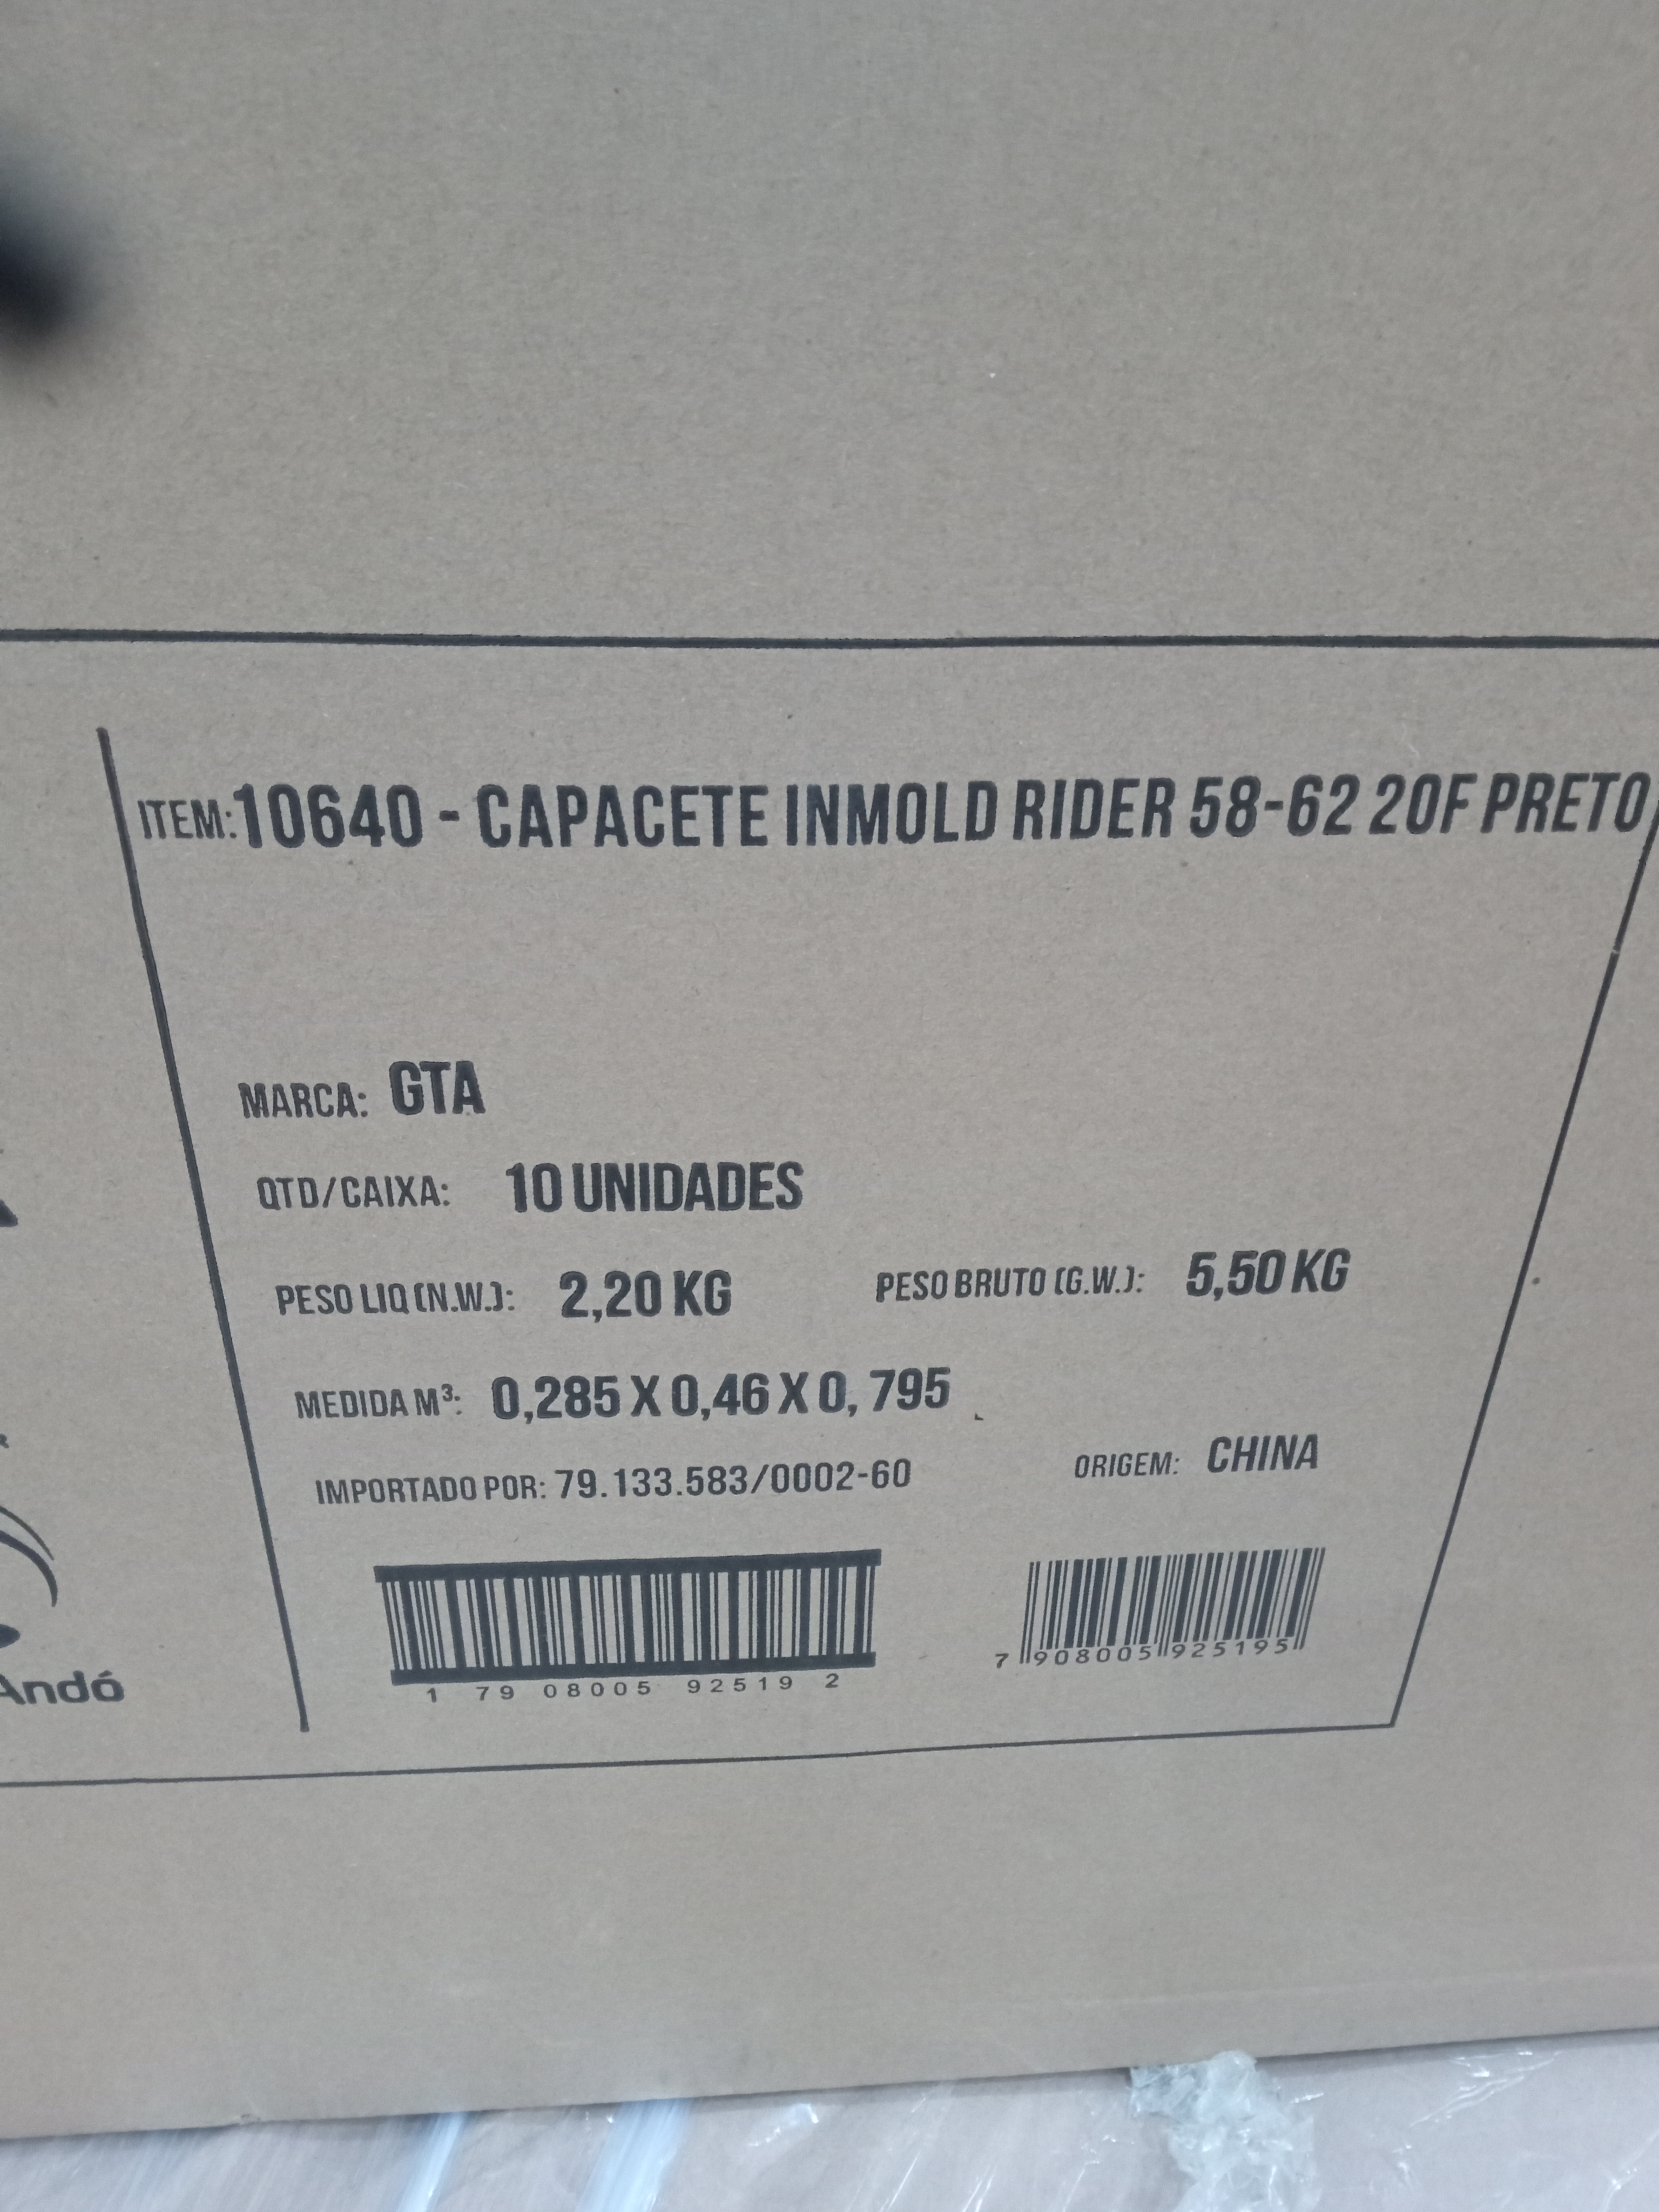 ITEM: 10640 - CAPACETE INMOLD RIDER 58-62 20F PRETO
MARCA: GTA
QTD/CAIXA: 10 UNIDADES
PESO LIQ (N.W.): 2,20 KG PESO BRUTO (G.W.): 5,50 KG
MEDIDA M³: 0,285 X 0,46 X 0, 795
IMPORTADO POR: 79.133.583/0002-60 ORIGEM: CHINA
1 79 08005 92519 2 7 908005 925195
Andó